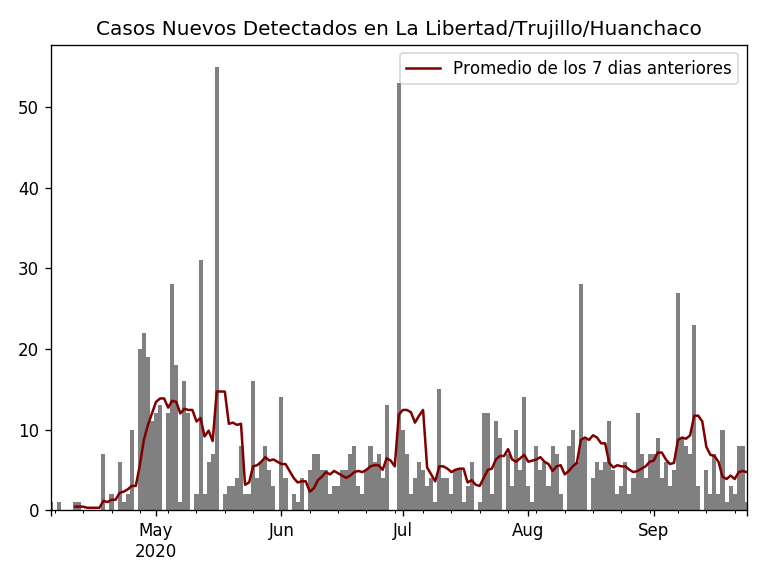 Casos Nuevos Detectados en La Libertad/Trujillo/Huanchaco
Promedio de los 7 dias anteriores
50
40
30
20
10
0
May Jun Jul Aug Sep
2020